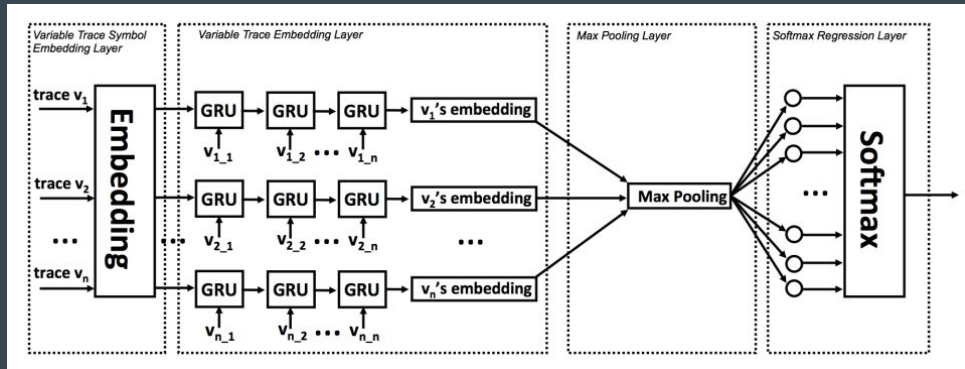 Variable Trace Symbol
Embedding Layer
Variable Trace Embedding Layer
Max Pooling Layer
Softmax Regression Layer
trace v1
trace v2
...
trace vn
Embedding
...
GRU GRU GRU v1's embedding
v1_1 v1_2 ... v1_n
GRU GRU GRU v2's embedding
v2_1 v2_2 ... v2_n
...
GRU GRU GRU vn's embedding
vn_1 vn_2 ... vn_n
Max Pooling
...
Softmax